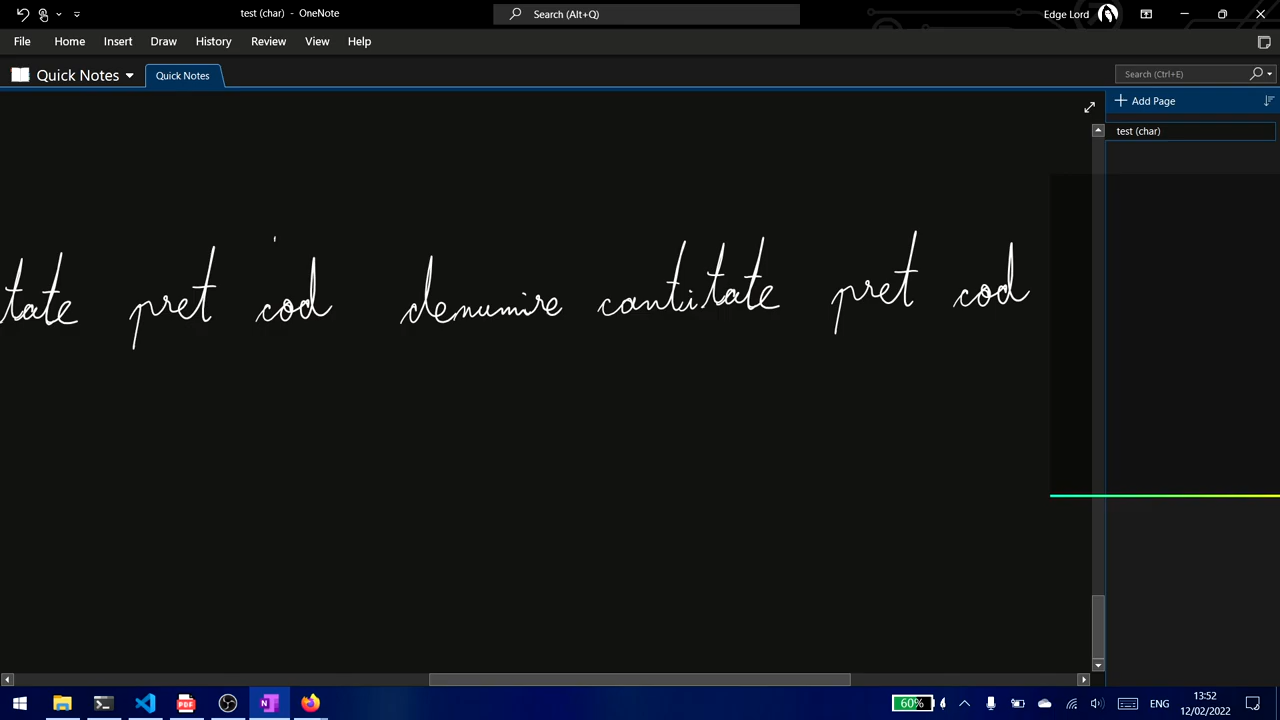 test (char) - OneNote
Search (Alt+Q)
Edge Lord
File Home Insert Draw History Review View Help
Quick Notes
Quick Notes
Search (Ctrl+E)
Add Page
test (char)
tate pret cod denumire cantitate pret cod
60%
ENG
13:52
12/02/2022